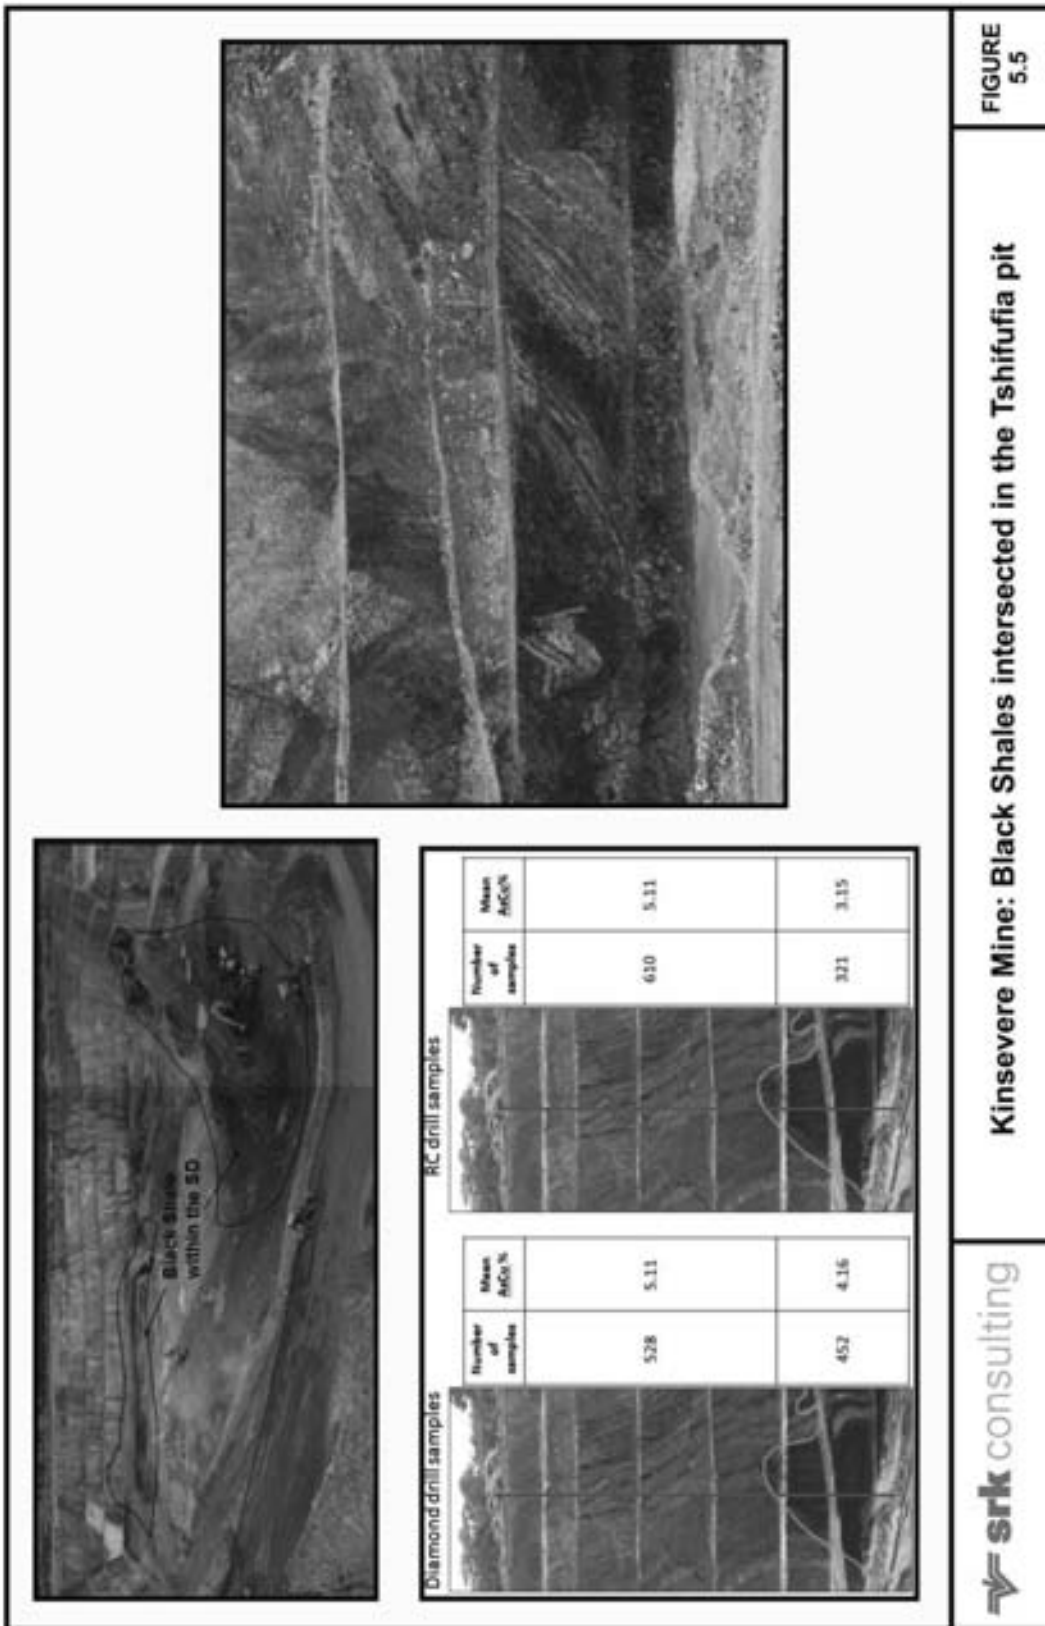 Black Shale
within the SD
Diamond drill samples
Number
of
samples
Mean
AsCu %
528
5.11
452
4.16
RC drill samples
Number
of
samples
Mean
AsCu%
610
5.11
321
3.15
srk consulting
Kinsevere Mine: Black Shales intersected in the Tshifufia pit
FIGURE
5.5